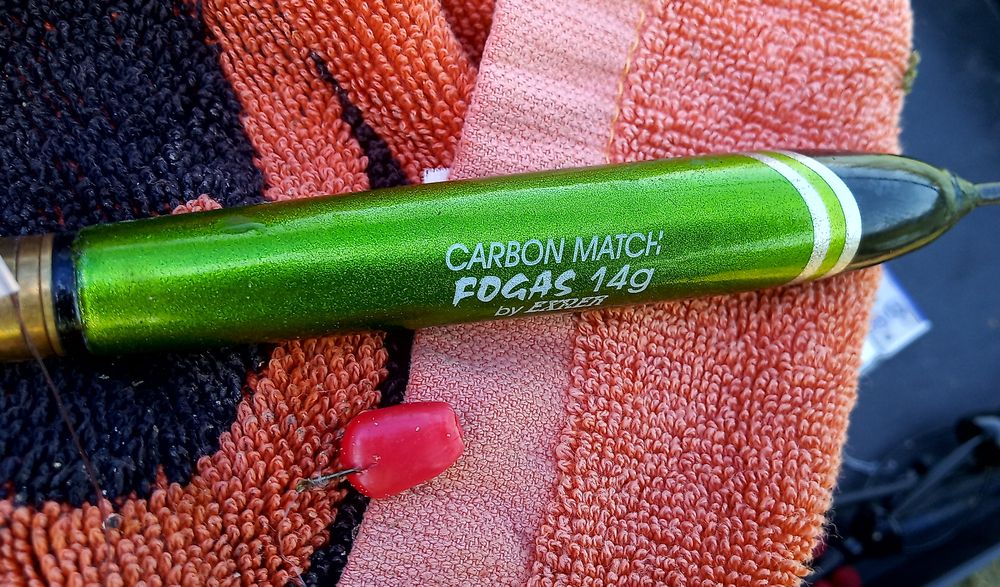 CARBON MATCH
FOGAS 14g
by EXNER